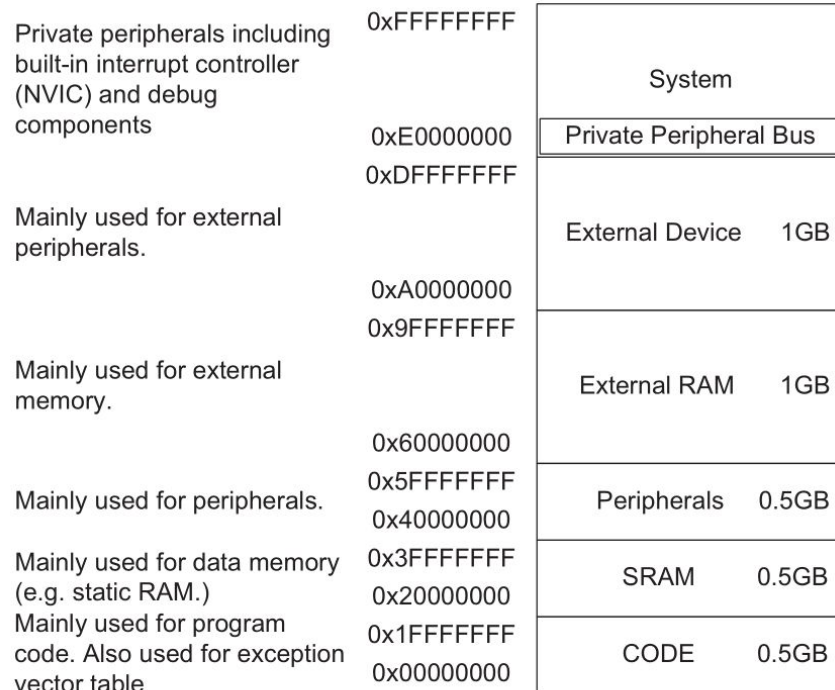 Private peripherals including
built-in interrupt controller
(NVIC) and debug
components
0xFFFFFFFF
0xE0000000
System
Private Peripheral Bus
Mainly used for external
peripherals.
0xDFFFFFFF
0xA0000000
External Device 1GB
Mainly used for external
memory.
0x9FFFFFFF
0x60000000
External RAM 1GB
Mainly used for peripherals.
0x5FFFFFFF
0x40000000
Peripherals 0.5GB
Mainly used for data memory
(e.g. static RAM.)
0x3FFFFFFF
0x20000000
SRAM 0.5GB
Mainly used for program
code. Also used for exception
vector table
0x1FFFFFFF
0x00000000
CODE 0.5GB